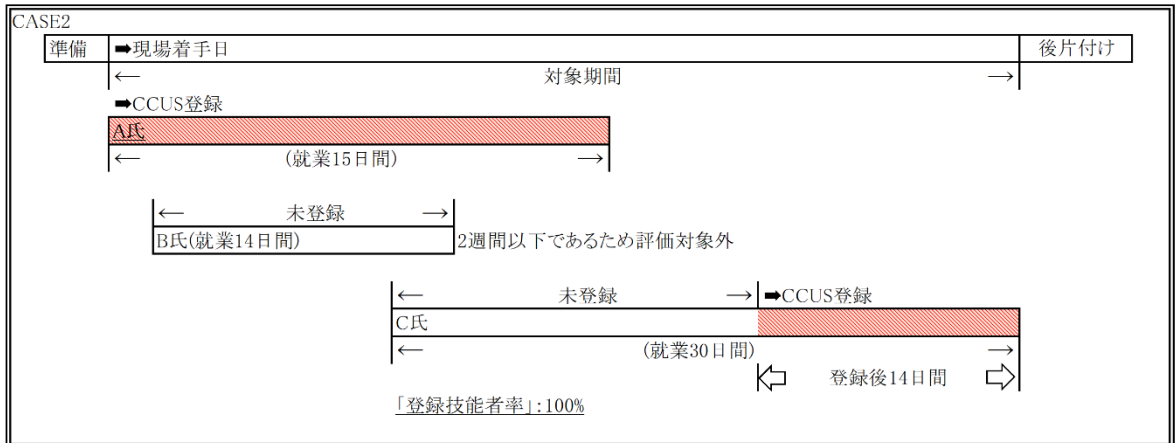 CASE2
準備 ➡現場着手日 後片付け
← 対象期間 →
➡CCUS登録
A氏
← (就業15日間) →
← 未登録 →
B氏(就業14日間) 2週間以下であるため評価対象外
← 未登録 → ➡CCUS登録
C氏
← (就業30日間) →
登録後14日間
「登録技能者率」:100%